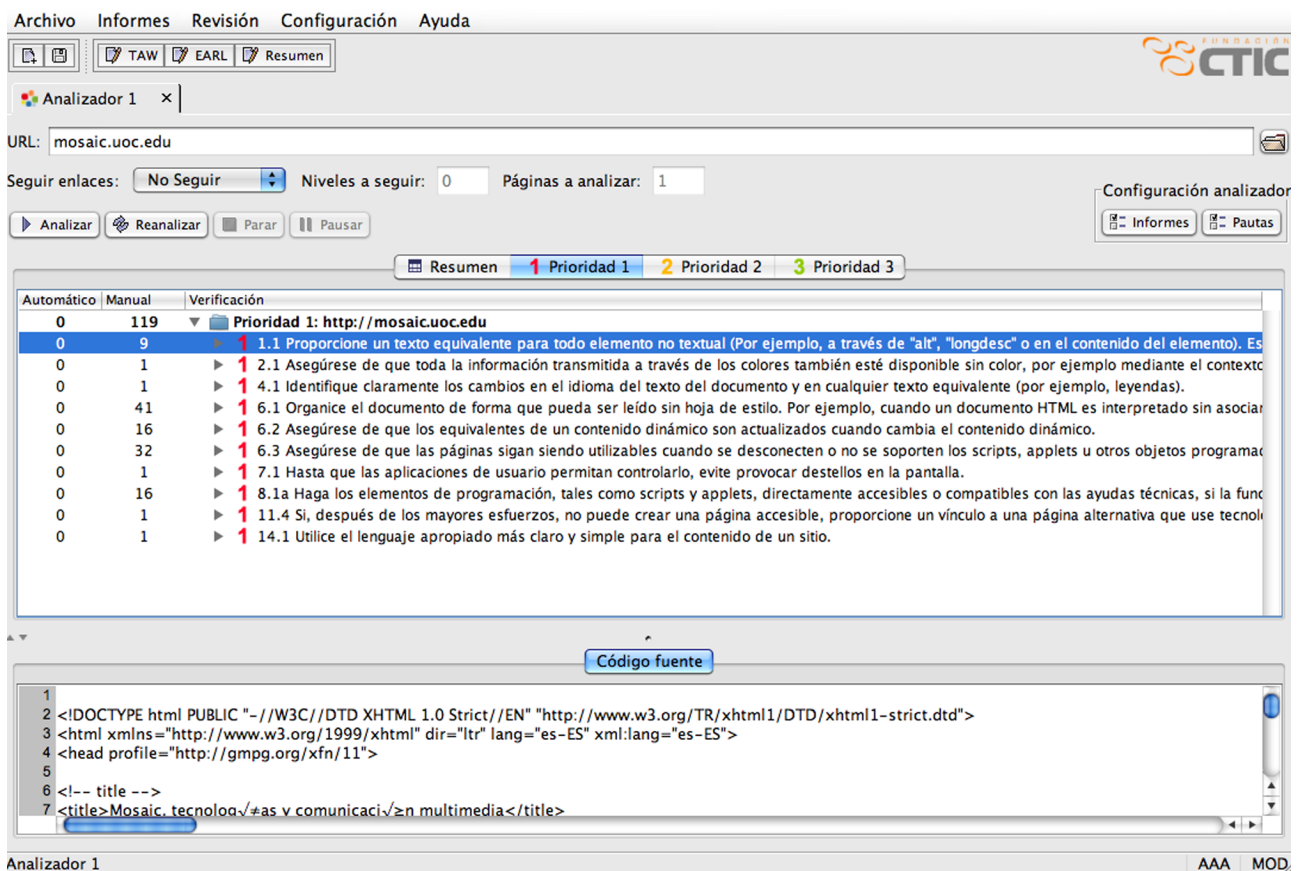 Archivo Informes Revisión Configuración Ayuda
TAW EARL Resumen
FUNDACIÓN
CTIC
Analizador 1 ×
URL: mosaic.uoc.edu
Seguir enlaces: No Seguir Niveles a seguir: 0 Páginas a analizar: 1
Configuración analizador
Analizar Reanalizar Parar Pausar Informes Pautas
Resumen 1 Prioridad 1 2 Prioridad 2 3 Prioridad 3
Automático Manual Verificación
0 119 Prioridad 1: http://mosaic.uoc.edu
0 9 1 1.1 Proporcione un texto equivalente para todo elemento no textual (Por ejemplo, a través de "alt", "longdesc" o en el contenido del elemento). Es
0 1 1 2.1 Asegúrese de que toda la información transmitida a través de los colores también esté disponible sin color, por ejemplo mediante el contexto
0 1 1 4.1 Identifique claramente los cambios en el idioma del texto del documento y en cualquier texto equivalente (por ejemplo, leyendas).
0 41 1 6.1 Organice el documento de forma que pueda ser leído sin hoja de estilo. Por ejemplo, cuando un documento HTML es interpretado sin asociar
0 16 1 6.2 Asegúrese de que los equivalentes de un contenido dinámico son actualizados cuando cambia el contenido dinámico.
0 32 1 6.3 Asegúrese de que las páginas sigan siendo utilizables cuando se desconecten o no se soporten los scripts, applets u otros objetos programad
0 1 1 7.1 Hasta que las aplicaciones de usuario permitan controlarlo, evite provocar destellos en la pantalla.
0 16 1 8.1a Haga los elementos de programación, tales como scripts y applets, directamente accesibles o compatibles con las ayudas técnicas, si la func
0 1 1 11.4 Si, después de los mayores esfuerzos, no puede crear una página accesible, proporcione un vínculo a una página alternativa que use tecnol
0 1 1 14.1 Utilice el lenguaje apropiado más claro y simple para el contenido de un sitio.
Código fuente
1
2 <!DOCTYPE html PUBLIC "-//W3C//DTD XHTML 1.0 Strict//EN" "http://www.w3.org/TR/xhtml1/DTD/xhtml1-strict.dtd">
3 <html xmlns="http://www.w3.org/1999/xhtml" dir="ltr" lang="es-ES" xml:lang="es-ES">
4 <head profile="http://gmpg.org/xfn/11">
5
6 <!-- title -->
7 <title>Mosaic, tecnolog√≠as y comunicaci√≥n multimedia</title>
Analizador 1 AAA MOD.